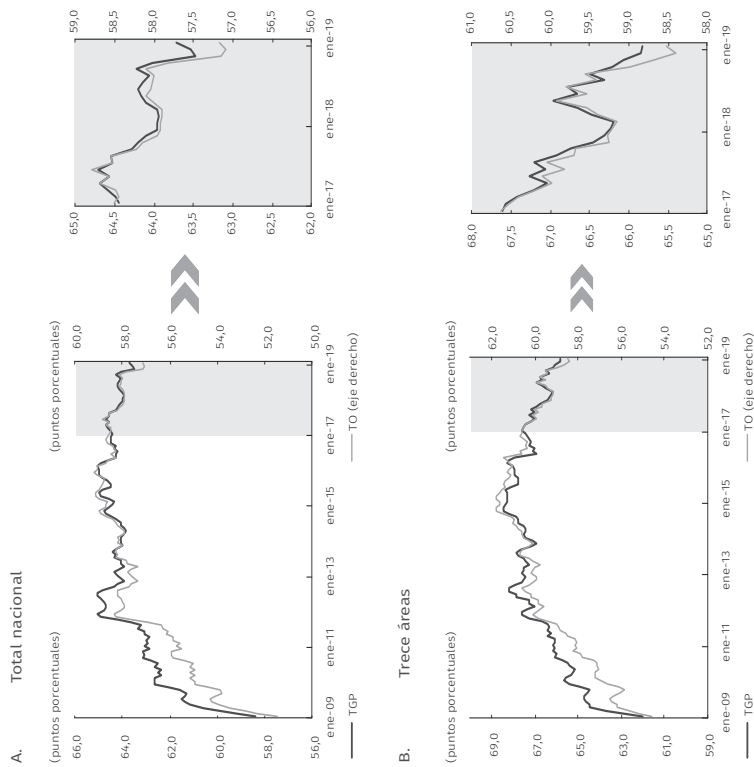 A. Total nacional
(puntos porcentuales) (puntos porcentuales)
66,0 60,0
64,0 58,0
62,0 56,0
60,0 54,0
58,0 52,0
56,0 50,0
ene-09 ene-11 ene-13 ene-15 ene-17 ene-19
TGP TO (eje derecho)
65,0 59,0
64,5 58,5
64,0 58,0
63,5 57,5
63,0 57,0
62,5 62,5
62,0 62,0
ene-17 ene-18 ene-19
B. Trece áreas
(puntos porcentuales) (puntos porcentuales)
69,0 62,0
67,0 60,0
65,0 58,0
63,0 56,0
61,0 54,0
59,0 52,0
ene-09 ene-11 ene-13 ene-15 ene-17 ene-19
TGP TO (eje derecho)
68,0 61,0
67,5 60,5
67,0 60,0
66,5
66,0
65,5 58,5
65,0 58,0
ene-17 ene-18 ene-19